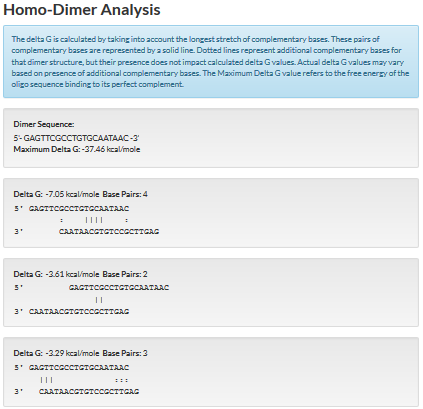 Homo-Dimer Analysis
The delta G is calculated by taking into account the longest stretch of complementary bases. These pairs of
complementary bases are represented by a solid line. Dotted lines represent additional complementary bases for
that dimer structure, but their presence does not impact calculated delta G values. Actual delta G values may vary
based on presence of additional complementary bases. The Maximum Delta G value refers to the free energy of the
oligo sequence binding to its perfect complement.
Dimer Sequence:
5'- GAGTTCGCCTGTGCAATAAC -3'
Maximum Delta G: -37.46 kcal/mole
Delta G: -7.05 kcal/mole Base Pairs: 4
5' GAGTTCGCCTGTGCAATAAC
: |||| :
3' CAATAACGTGTCCGCTTGAG
Delta G: -3.61 kcal/mole Base Pairs: 2
5' GAGTTCGCCTGTGCAATAAC
||
3' CAATAACGTGTCCGCTTGAG
Delta G: -3.29 kcal/mole Base Pairs: 3
5' GAGTTCGCCTGTGCAATAAC
||| :::
3' CAATAACGTGTCCGCTTGAG